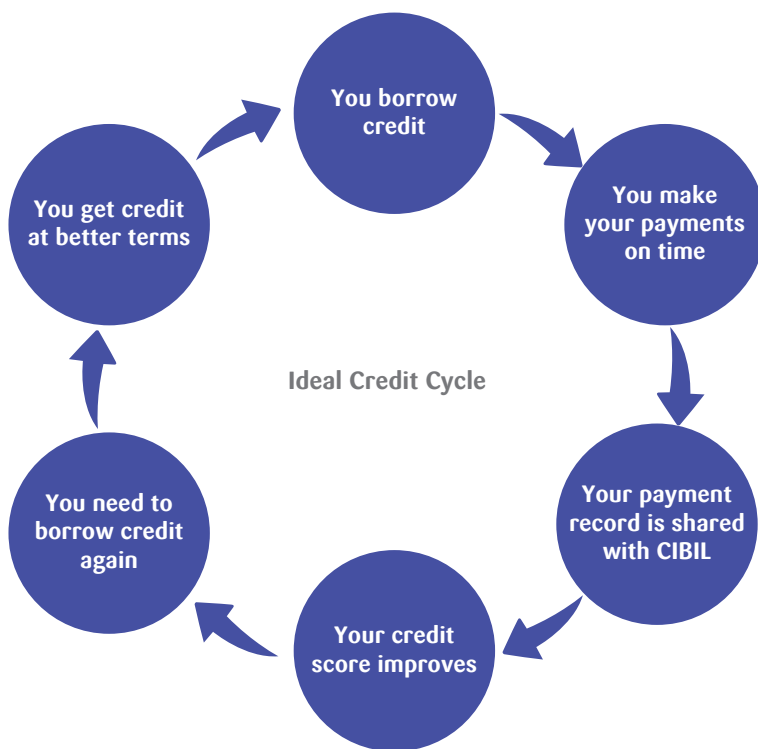 You borrow
credit
You make
your payments
on time
Your payment
record is shared
with CIBIL
Your credit
score improves
You need to
borrow credit
again
You get credit
at better terms
Ideal Credit Cycle